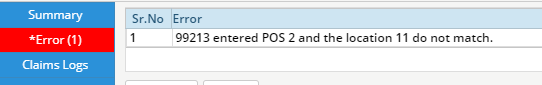 Summary
*Error (1)
Claims Logs
Sr.No Error
1 99213 entered POS 2 and the location 11 do not match.